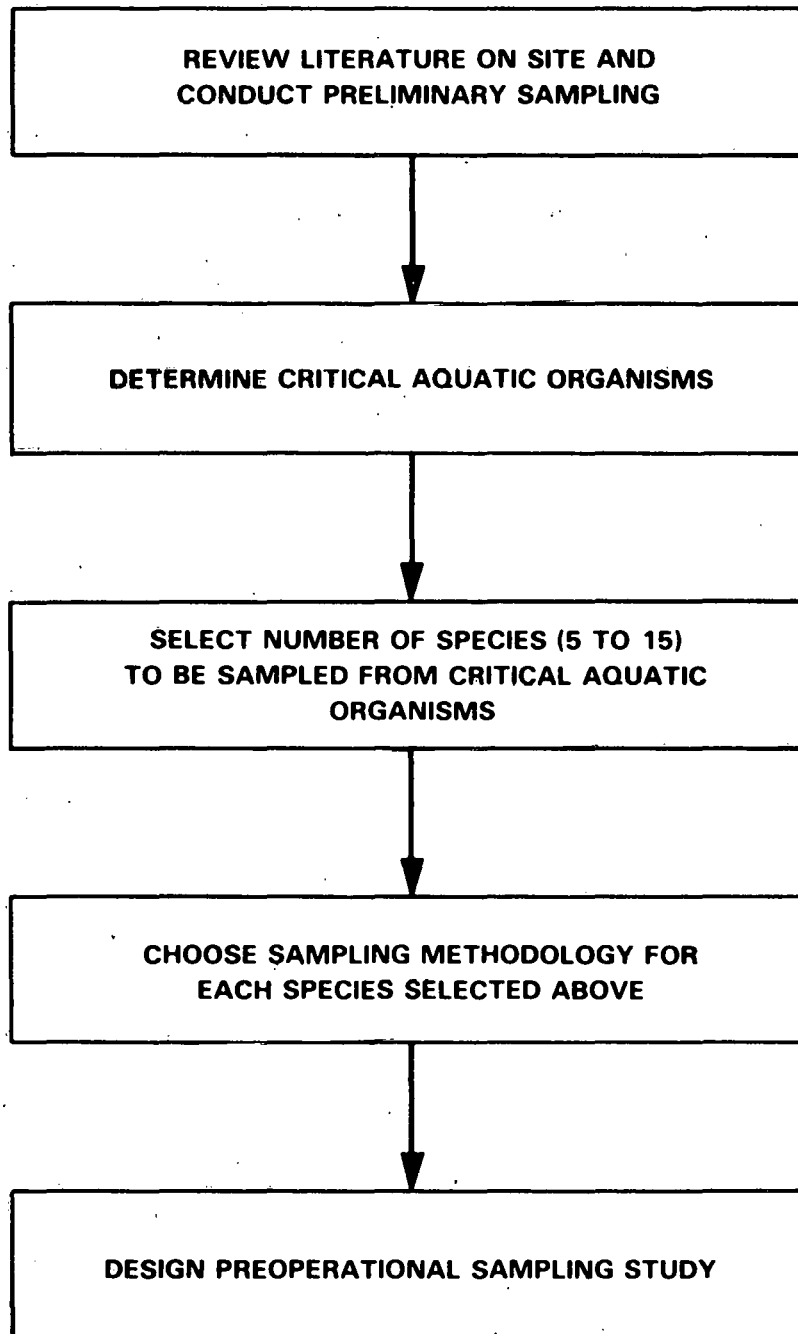 REVIEW LITERATURE ON SITE AND
CONDUCT PRELIMINARY SAMPLING
DETERMINE CRITICAL AQUATIC ORGANISMS
SELECT NUMBER OF SPECIES (5 TO 15)
TO BE SAMPLED FROM CRITICAL AQUATIC
ORGANISMS
CHOOSE SAMPLING METHODOLOGY FOR
EACH SPECIES SELECTED ABOVE
DESIGN PREOPERATIONAL SAMPLING STUDY